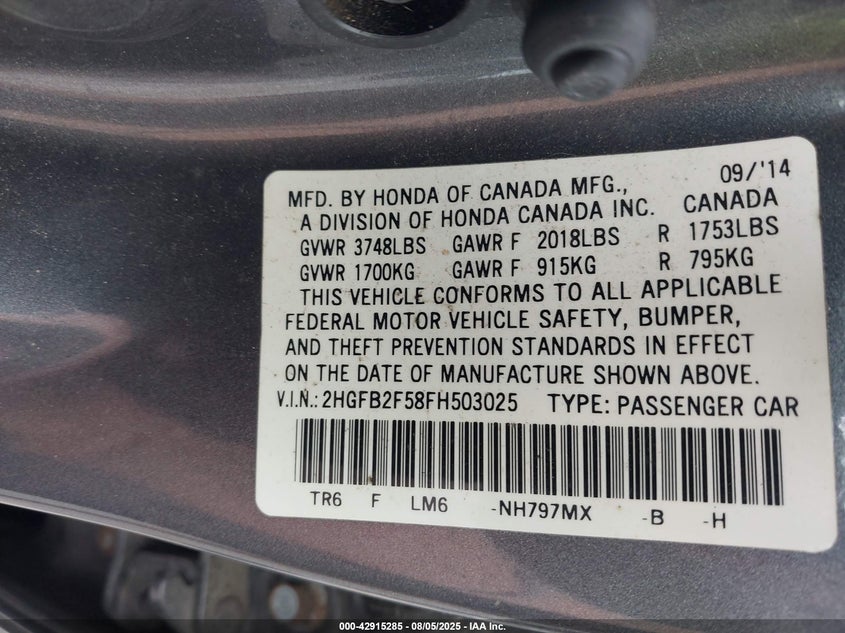 09/'14
MFD. BY HONDA OF CANADA MFG.,
A DIVISION OF HONDA CANADA INC. CANADA
GVWR 3748LBS GAWR F 2018LBS R 1753LBS
GVWR 1700KG GAWR F 915KG R 795KG
THIS VEHICLE CONFORMS TO ALL APPLICABLE
FEDERAL MOTOR VEHICLE SAFETY, BUMPER,
AND THEFT PREVENTION STANDARDS IN EFFECT
ON THE DATE OF MANUFACTURE SHOWN ABOVE.
V.I.N.: 2HGFB2F58FH503025 TYPE: PASSENGER CAR
TR6 F LM6 -NH797MX -B -H
000-42915285 - 08/05/2025 - IAA Inc.